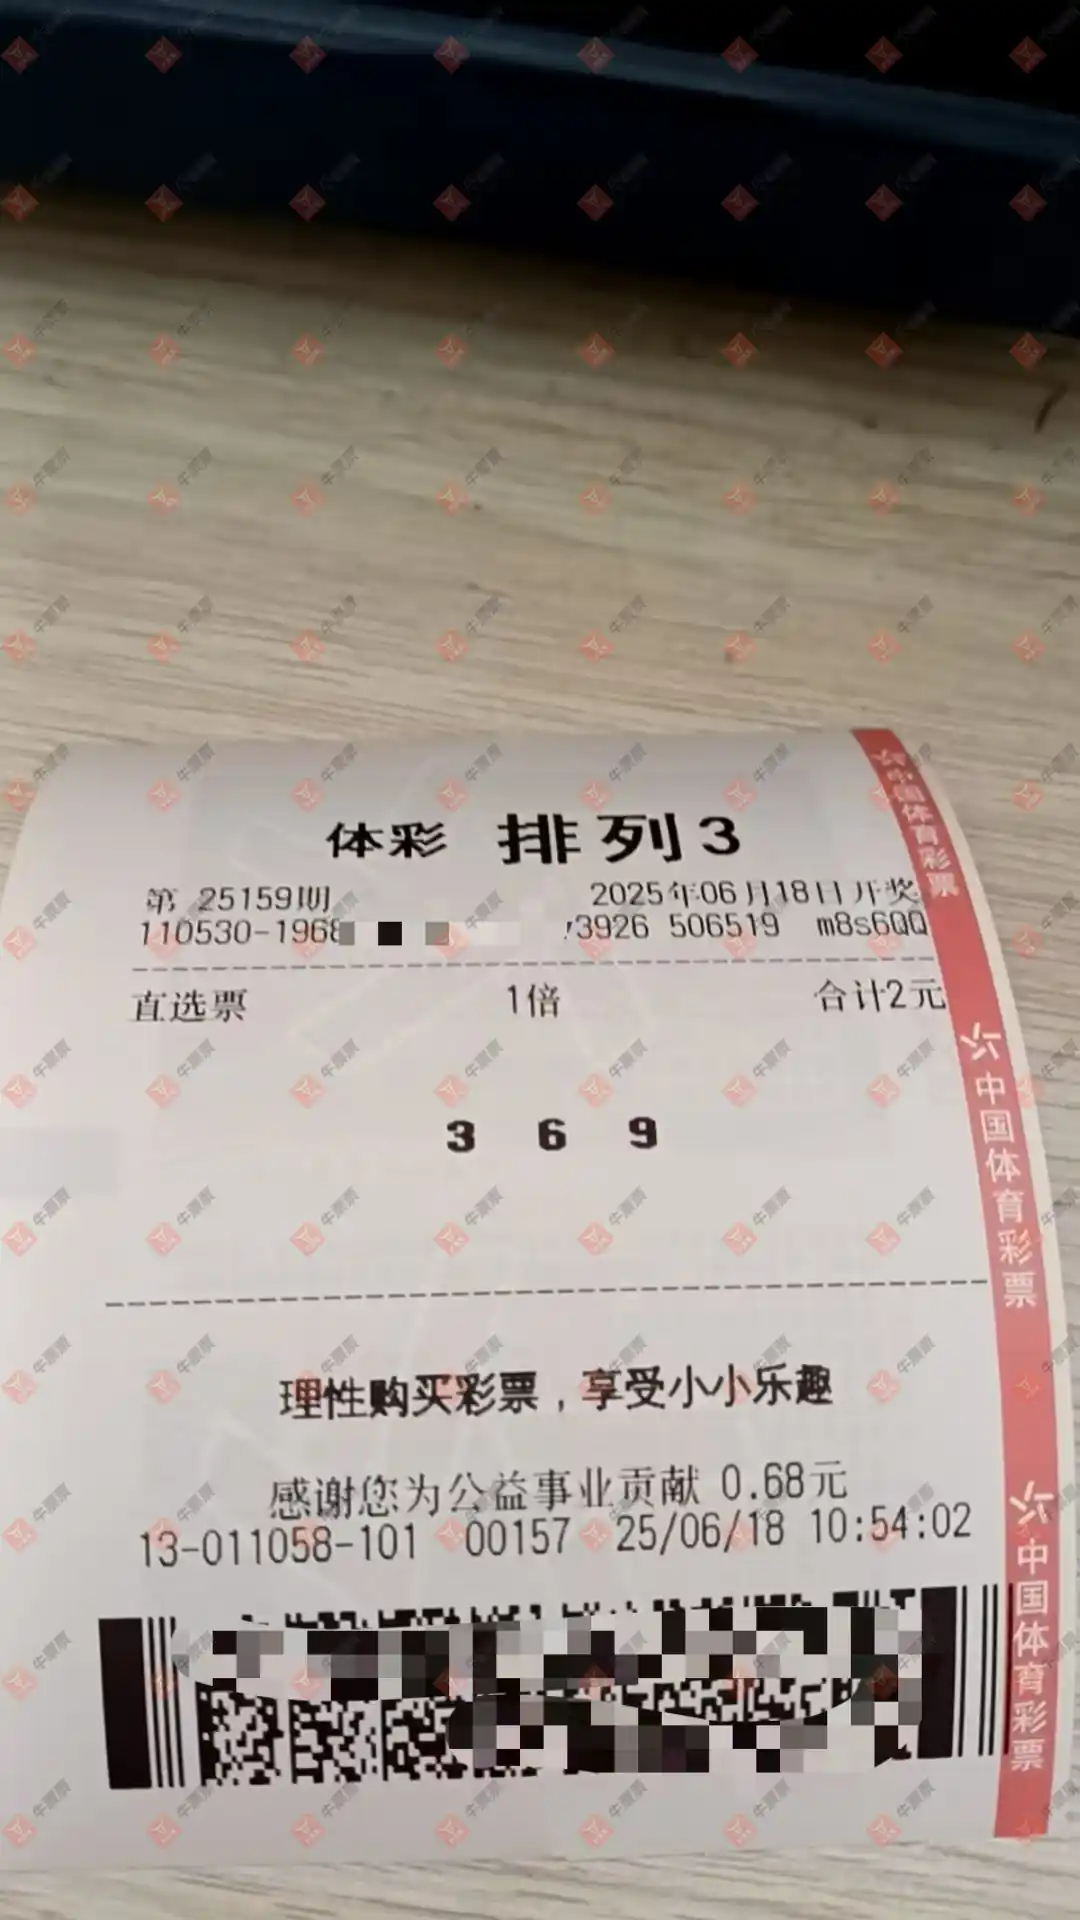 体彩 排列3
第 25159期 2025年06月18日开奖
110530-1968 3926 506519 m8s6QQ
直选票 1倍 合计2元
3 6 9
理性购买彩票，享受小小乐趣
感谢您为公益事业贡献 0.68元
13-011058-101 00157 25/06/18 10:54:02
中国体育彩票
中国体育彩票
中国体育彩票